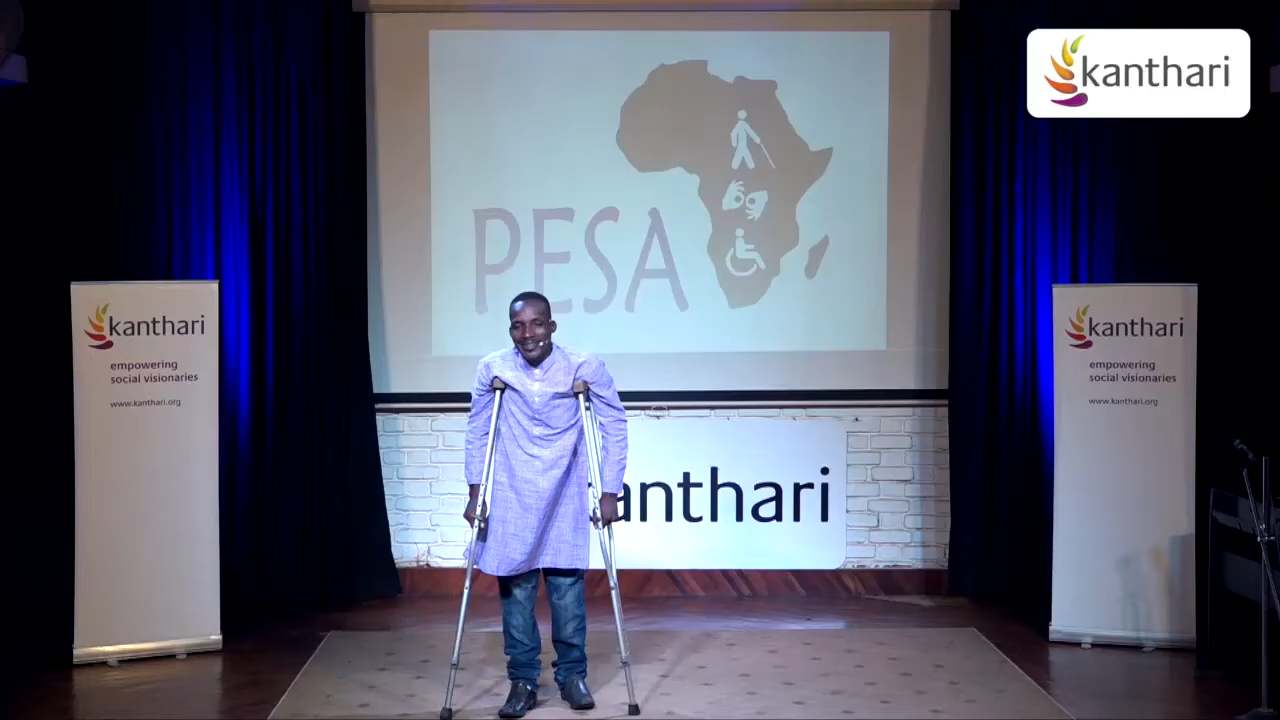 kanthari
PESA
kanthari
empowering
social visionaries
www.kanthari.org
kanthari
empowering
social visionaries
www.kanthari.org
anthari